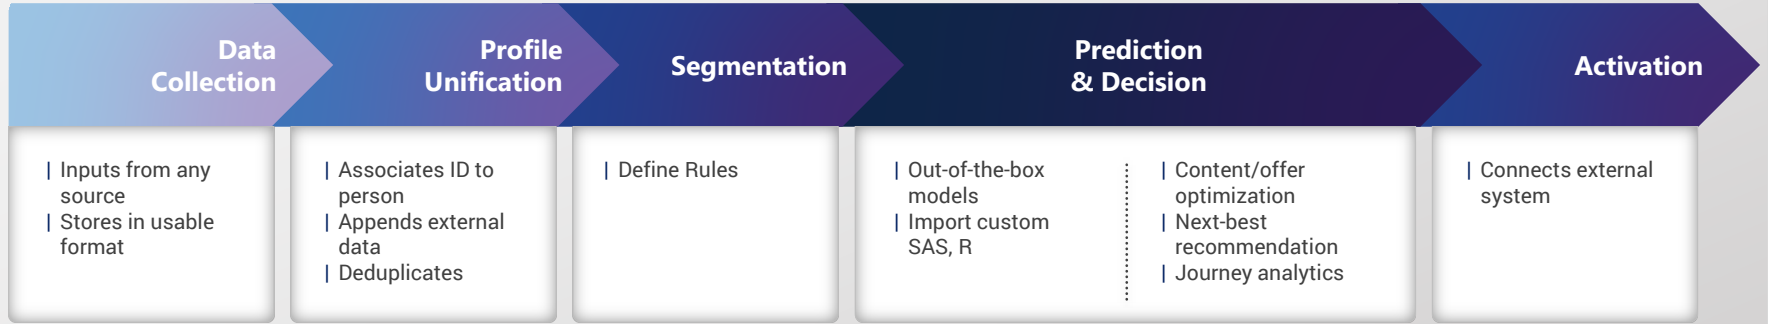 Data
Collection
Profile
Unification
Segmentation
Prediction
& Decision
Activation
| Inputs from any
source
| Stores in usable
format
| Associates ID to
person
| Appends external
data
| Deduplicates
| Define Rules
| Out-of-the-box
models
| Import custom
SAS, R
| Content/offer
optimization
| Next-best
recommendation
| Journey analytics
| Connects external
system